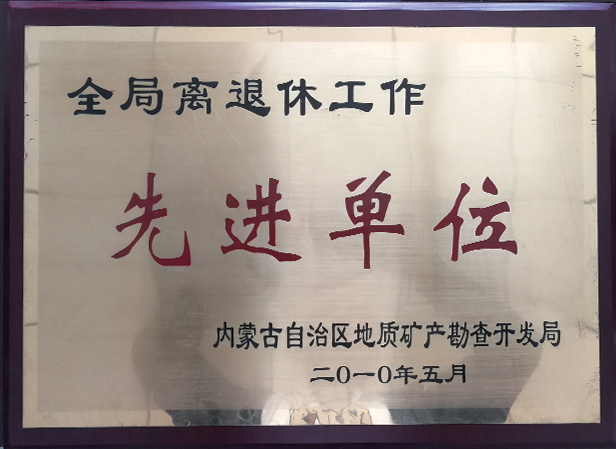 全局离退休工作
先进单位
内蒙古自治区地质矿产勘查开发局
二〇一〇年五月